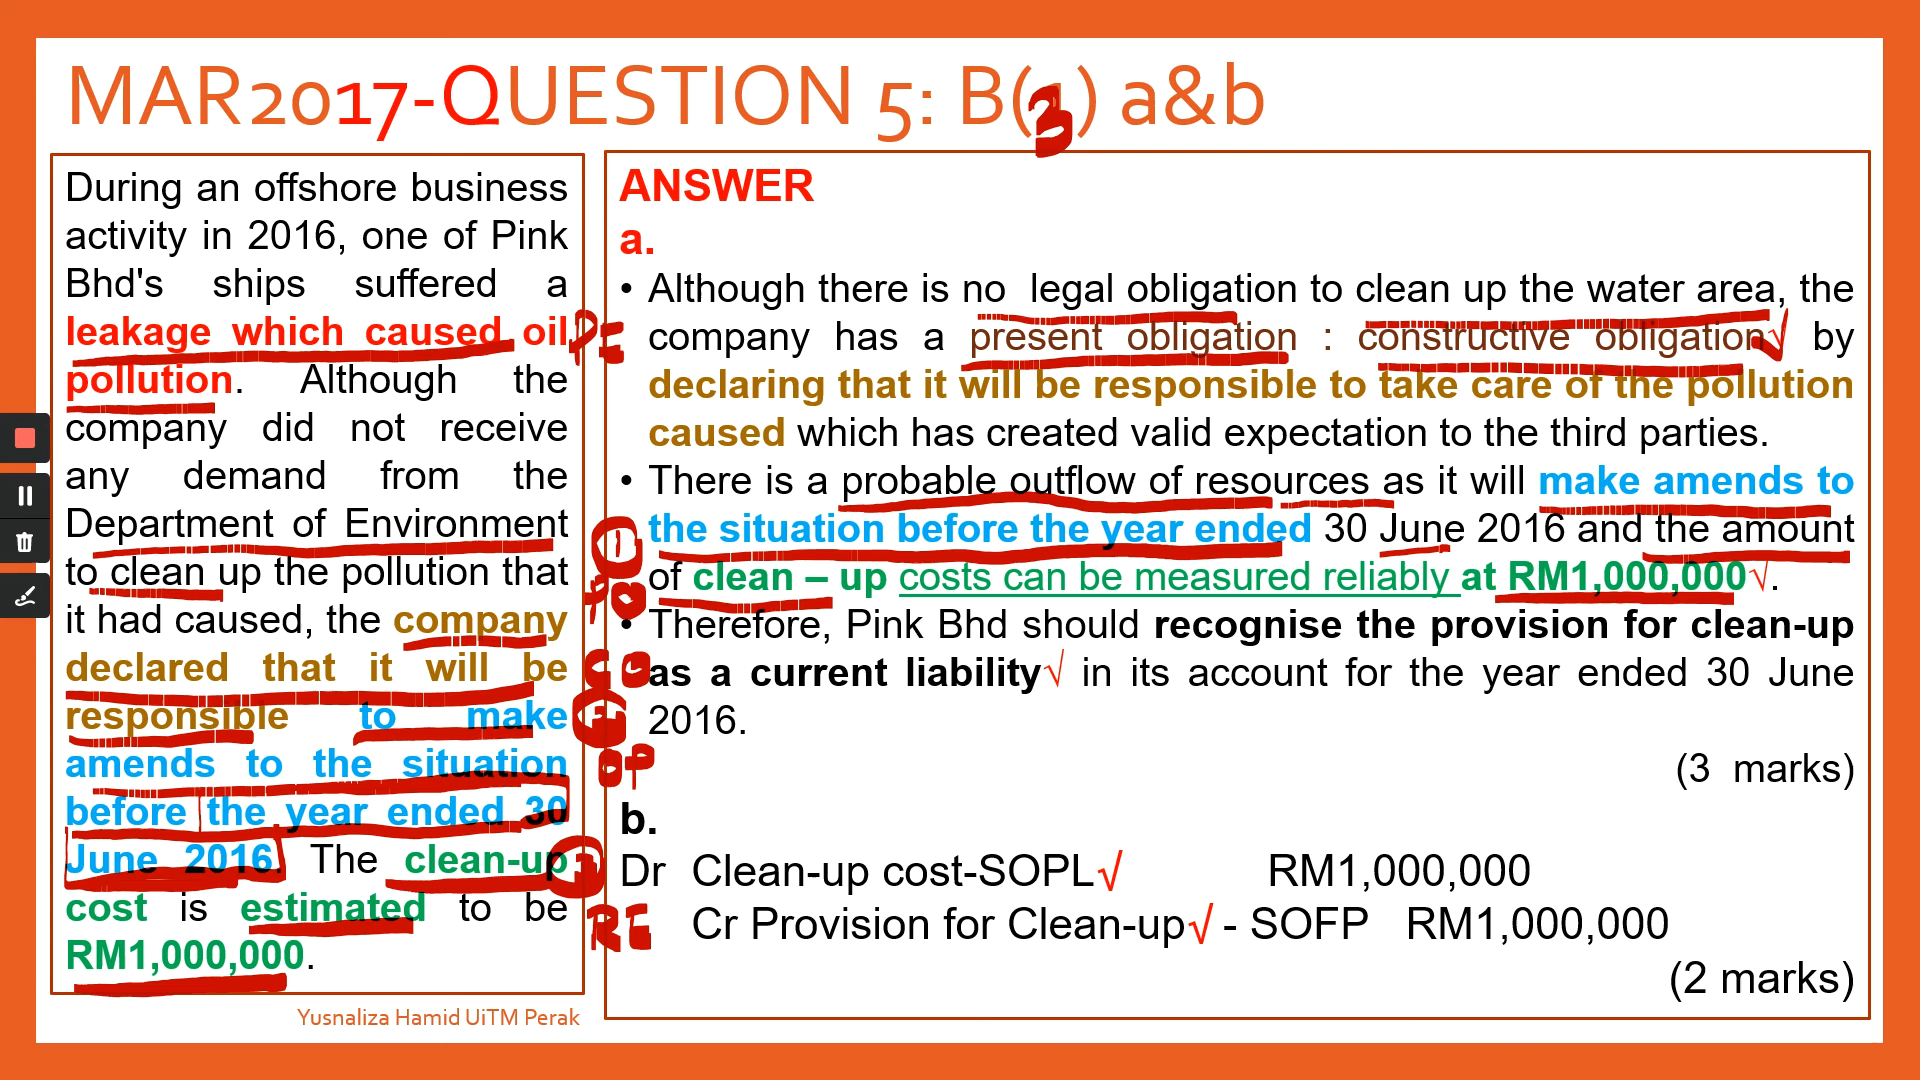 MAR2017-QUESTION 5: B(3) a&b
During an offshore business
activity in 2016, one of Pink
Bhd's ships suffered a
leakage which caused oil
pollution. Although the
company did not receive
any demand from the
Department of Environment
to clean up the pollution that
it had caused, the company
declared that it will be
responsible to make
amends to the situation
before the year ended 30
June 2016. The clean-up
cost is estimated to be
RM1,000,000.
PE
1
PO
CO
2
OP
3
RE
Yusnaliza Hamid UiTM Perak
ANSWER
a.
• Although there is no legal obligation to clean up the water area, the
company has a present obligation : constructive obligation√ by
declaring that it will be responsible to take care of the pollution
caused which has created valid expectation to the third parties.
• There is a probable outflow of resources as it will make amends to
the situation before the year ended 30 June 2016 and the amount
of clean – up costs can be measured reliably at RM1,000,000√.
• Therefore, Pink Bhd should recognise the provision for clean-up
as a current liability√ in its account for the year ended 30 June
2016.
(3 marks)
b.
Dr Clean-up cost-SOPL√ RM1,000,000
Cr Provision for Clean-up√ - SOFP RM1,000,000
(2 marks)